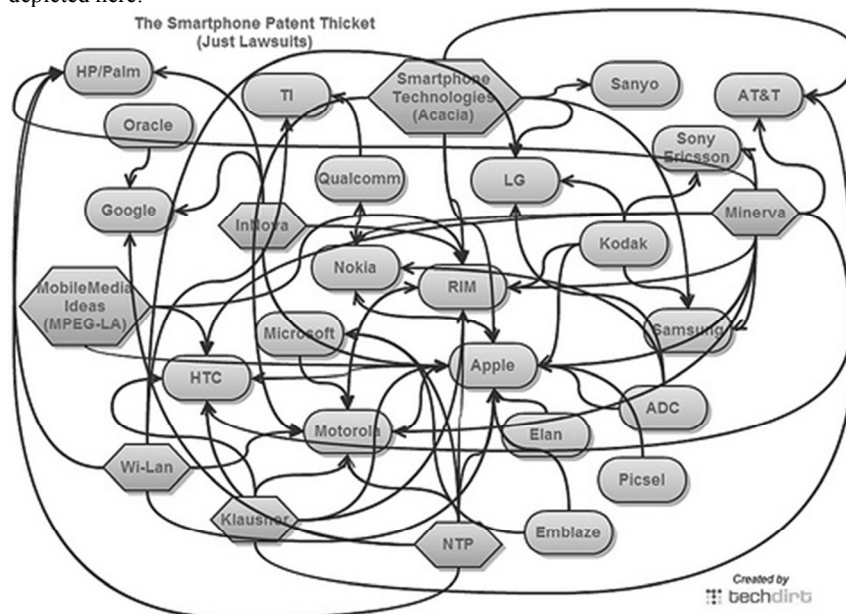 depicted here.
The Smartphone Patent Thicket
(Just Lawsuits)
HP/Palm
TI
Smartphone
Technologies
(Acacia)
Sanyo
AT&T
Oracle
Sony
Ericsson
Qualcomm
LG
Google
InNova
Minerva
Kodak
Nokia
RIM
MobileMedia
Ideas
(MPEG-LA)
Microsoft
Samsung
HTC
Apple
ADC
Motorola
Elan
Wi-Lan
Picsel
Klausner
NTP
Emblaze
Created by
techdirt